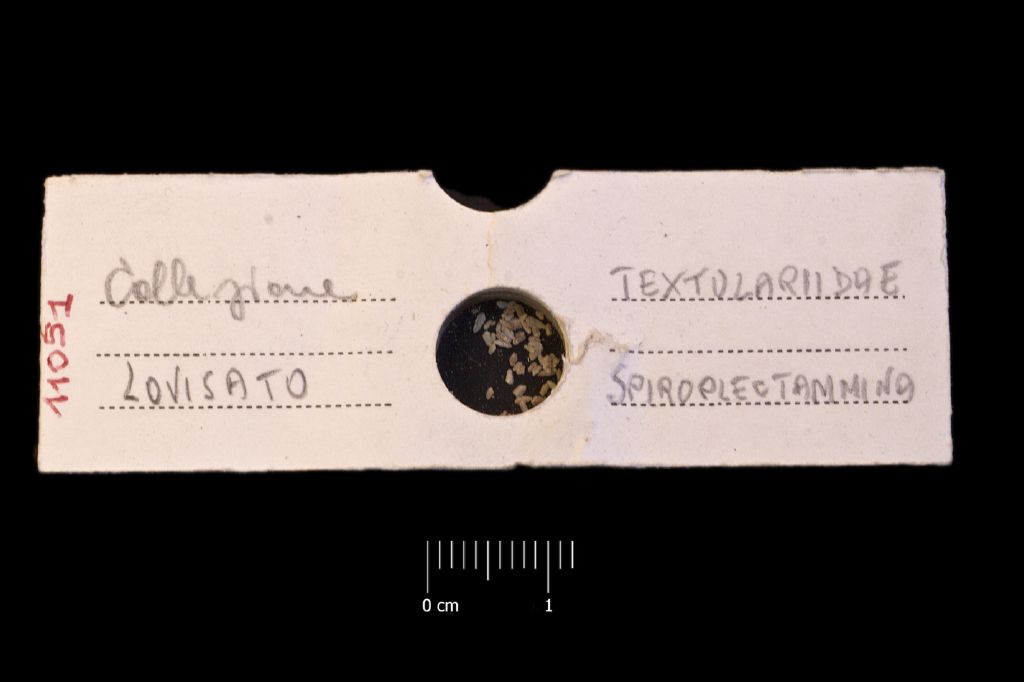 11051
Collezione
LOVISATO
TEXTULARIIDAE
SPIROPLECTAMMINA
0 cm 1